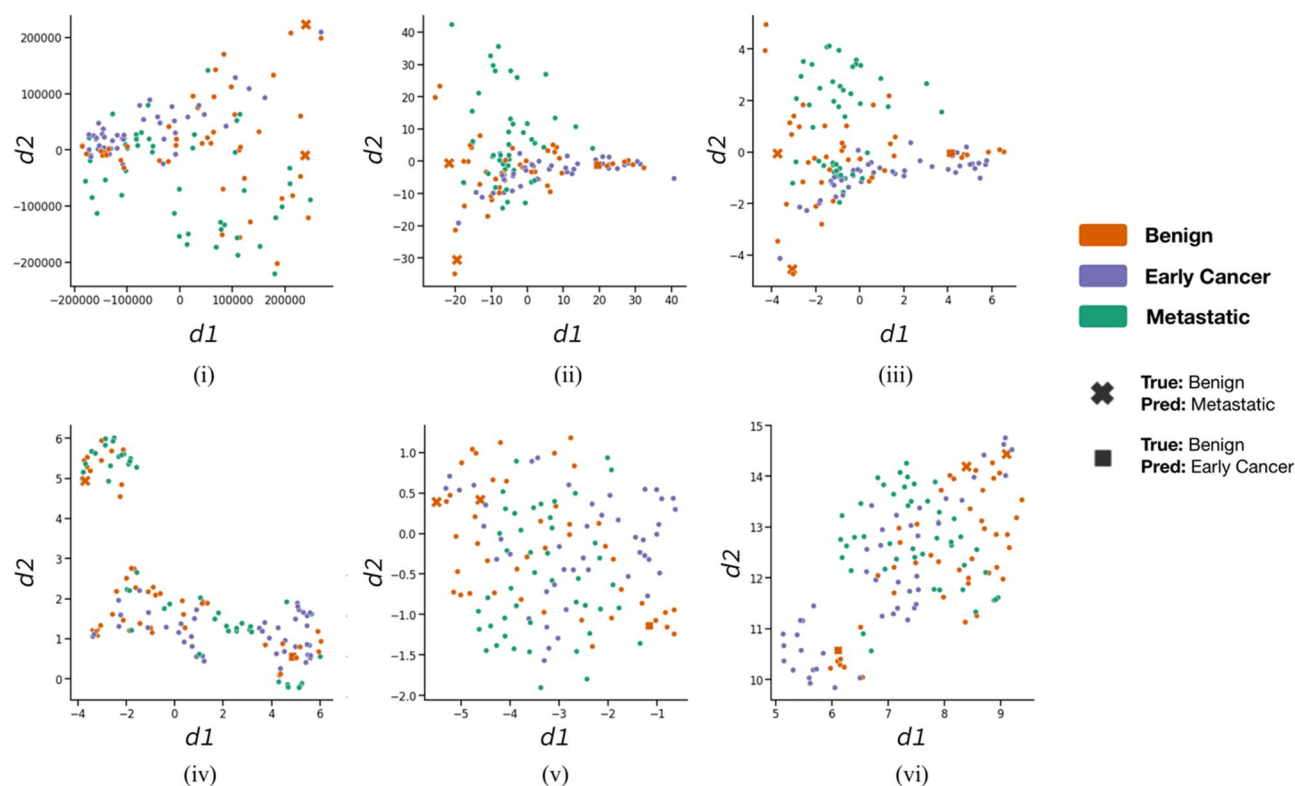 200000
100000
0
−100000
−200000
d2
−200000 −100000 0 100000 200000
d1
(i)
40
30
20
10
0
−10
−20
−30
d2
−20 −10 0 10 20 30 40
d1
(ii)
4
2
0
−2
−4
d2
−4 −2 0 2 4 6
d1
(iii)
6
5
4
3
2
1
0
d2
−4 −2 0 2 4 6
d1
(iv)
1.0
0.5
0.0
−0.5
−1.0
−1.5
−2.0
d2
−5 −4 −3 −2 −1
d1
(v)
15
14
13
12
11
10
d2
5 6 7 8 9
d1
(vi)
Benign
Early Cancer
Metastatic
True: Benign
Pred: Metastatic
True: Benign
Pred: Early Cancer